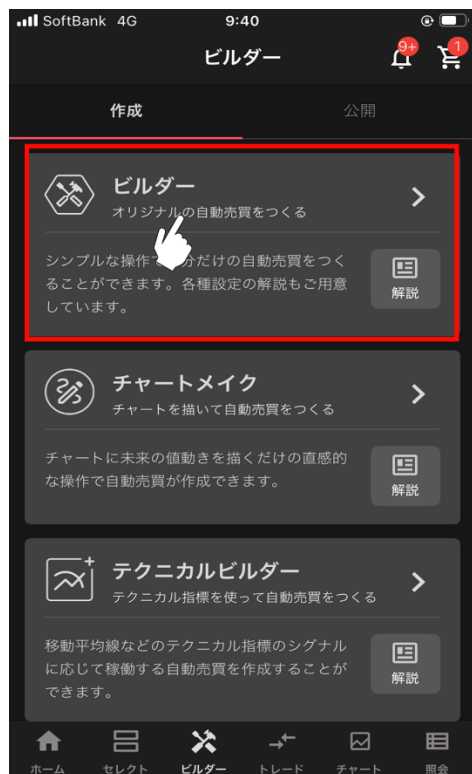 SoftBank 4G 9:40
ビルダー
9+
1
作成 公開
ビルダー
オリジナルの自動売買をつくる
シンプルな操作で 分だけの自動売買をつく
ることができます。各種設定の解説もご用意
しています。
解説
チャートメイク
チャートを描いて自動売買をつくる
チャートに未来の値動きを描くだけの直感的
な操作で自動売買が作成できます。
解説
テクニカルビルダー
テクニカル指標を使って自動売買をつくる
移動平均線などのテクニカル指標のシグナル
に応じて稼働する自動売買を作成することが
できます。
解説
ホーム セレクト ビルダー トレード チャート 照会